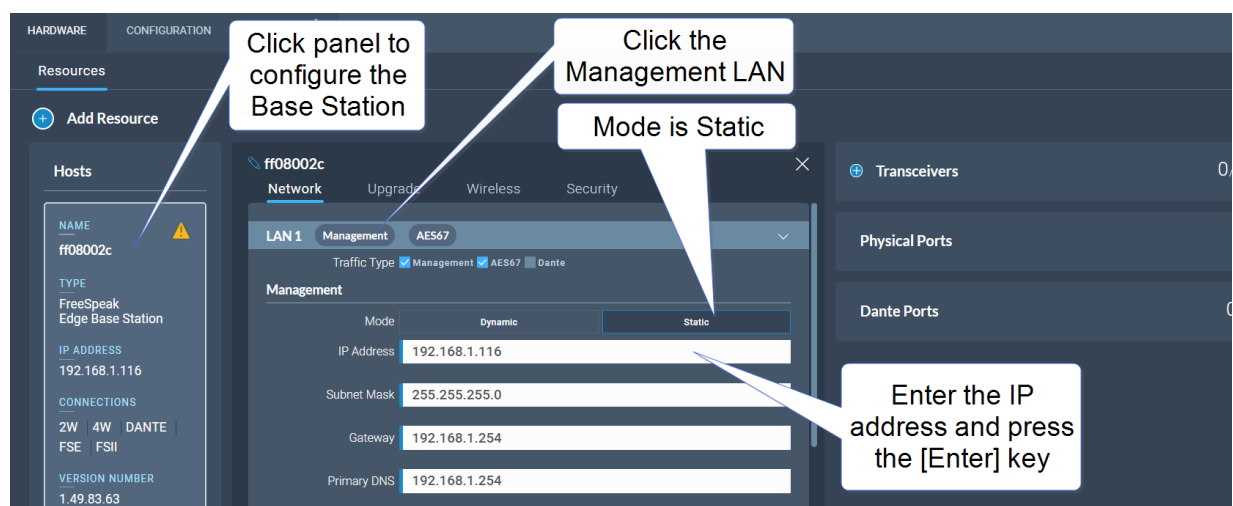 HARDWARE
CONFIGURATION
Click panel to
configure the
Base Station
Click the
Management LAN
Mode is Static
Resources
Add Resource
Hosts
NAME
ff08002c
TYPE
FreeSpeak
Edge Base Station
IP ADDRESS
192.168.1.116
CONNECTIONS
2W 4W DANTE
FSE FSII
VERSION NUMBER
1.49.83.63
ff08002c
Network Upgrade Wireless Security
LAN 1 Management AES67
Traffic Type Management AES67 Dante
Management
Mode Dynamic Static
IP Address 192.168.1.116
Subnet Mask 255.255.255.0
Gateway 192.168.1.254
Primary DNS 192.168.1.254
Transceivers 0/
Physical Ports
Dante Ports 0
Enter the IP
address and press
the [Enter] key